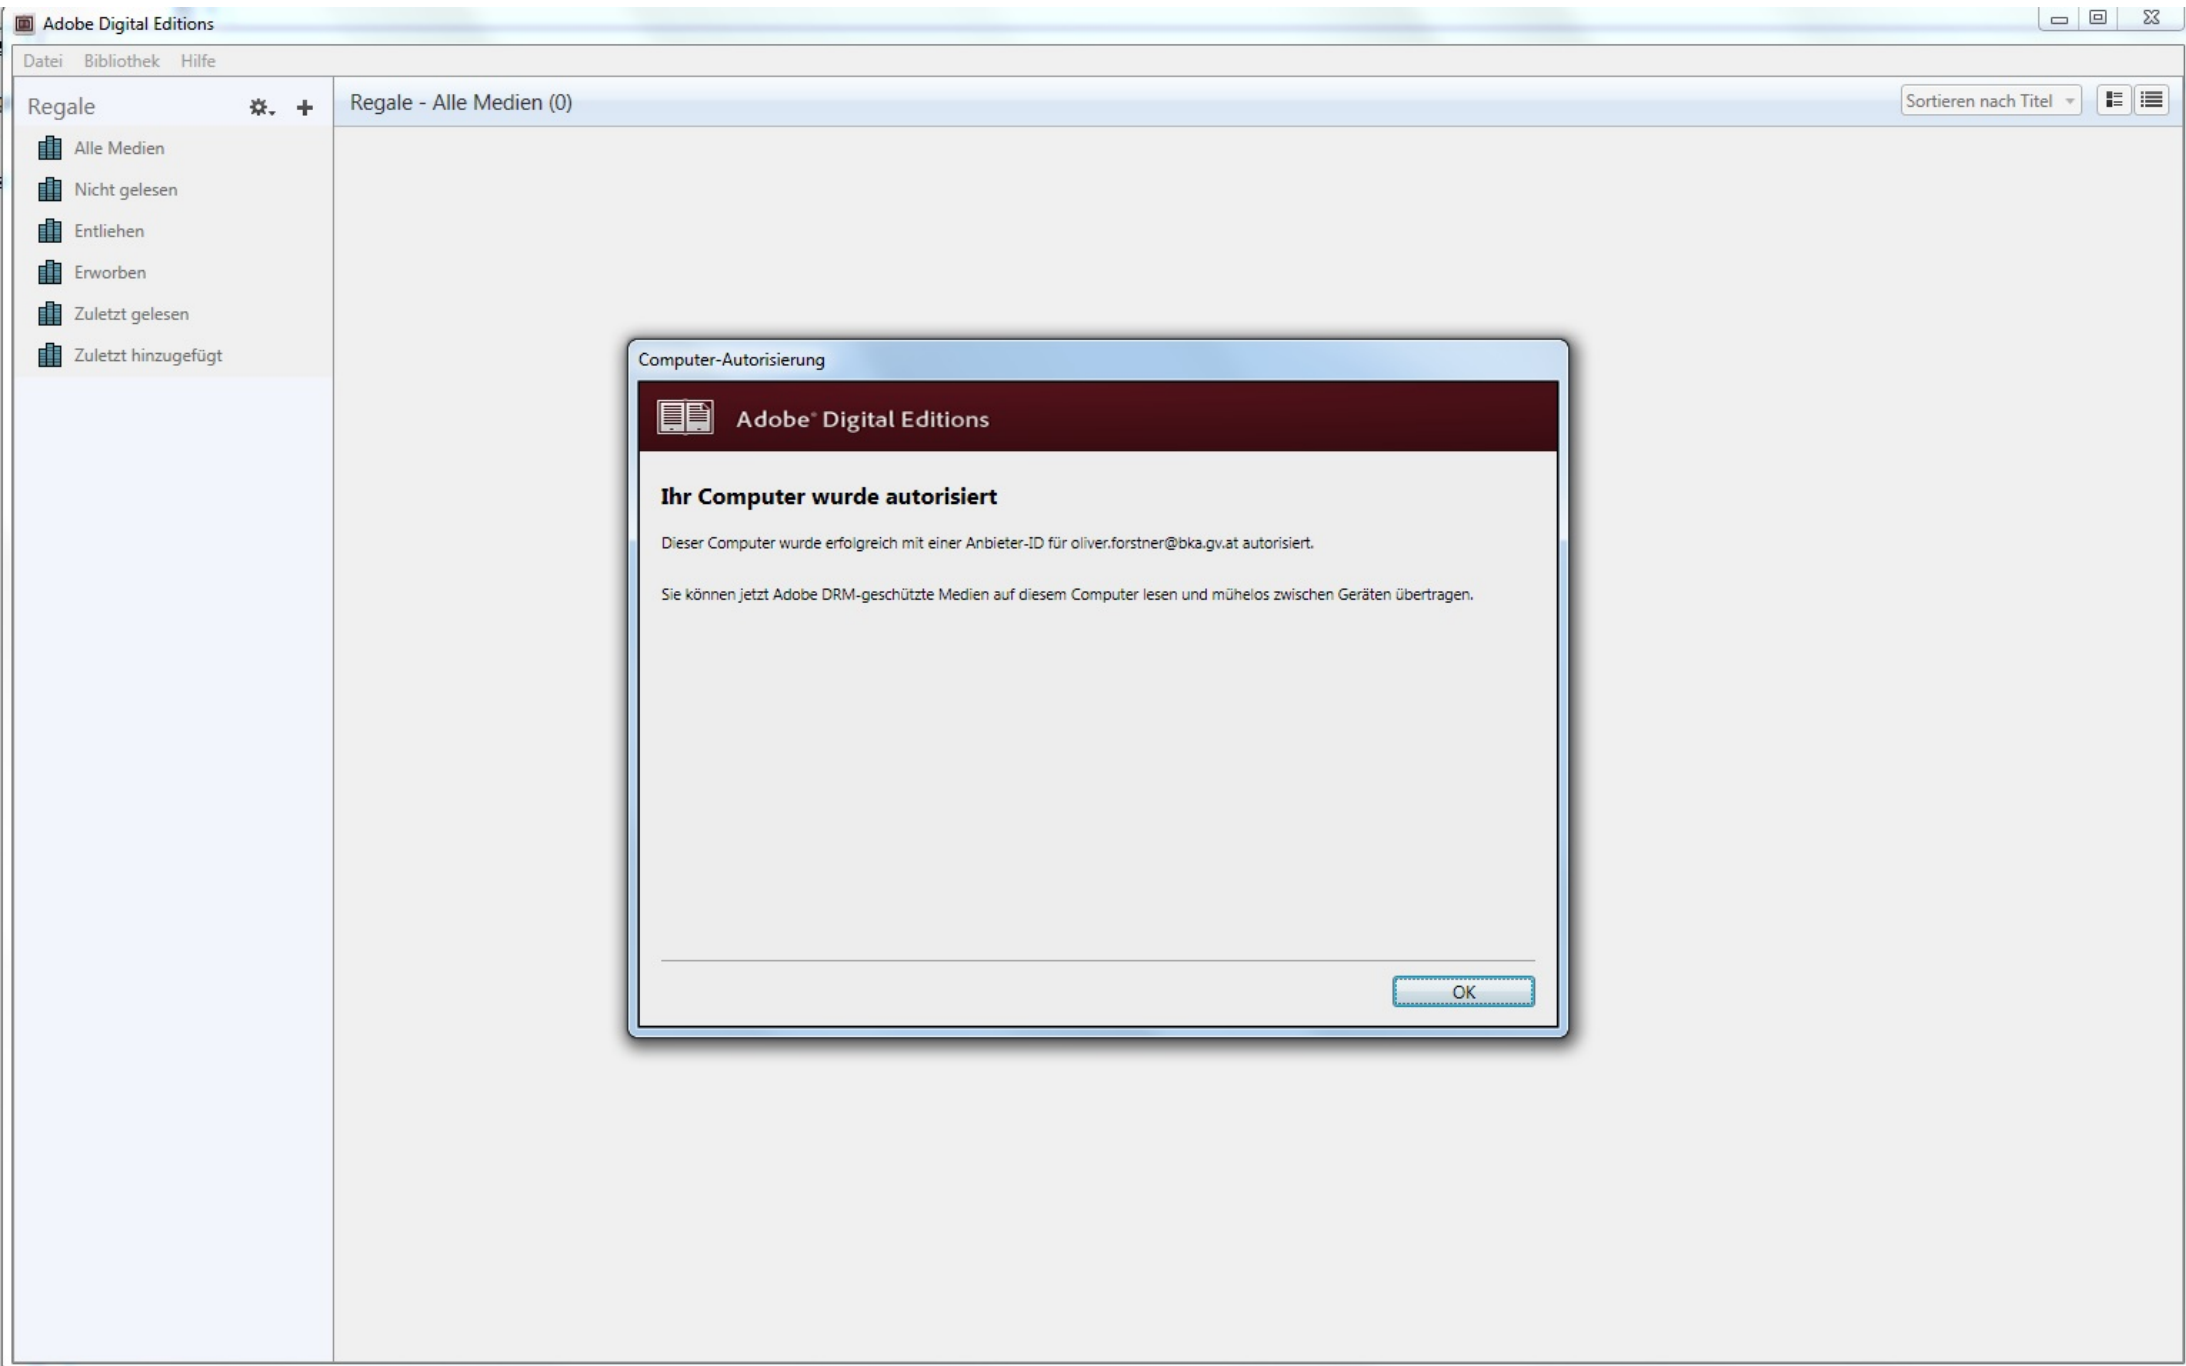 Adobe Digital Editions
Datei Bibliothek Hilfe
Regale
Regale - Alle Medien (0)
Sortieren nach Titel
Alle Medien
Nicht gelesen
Entliehen
Erworben
Zuletzt gelesen
Zuletzt hinzugefügt
Computer-Autorisierung
Adobe® Digital Editions
Ihr Computer wurde autorisiert
Dieser Computer wurde erfolgreich mit einer Anbieter-ID für oliver.forstner@bka.gv.at autorisiert.
Sie können jetzt Adobe DRM-geschützte Medien auf diesem Computer lesen und mühelos zwischen Geräten übertragen.
OK